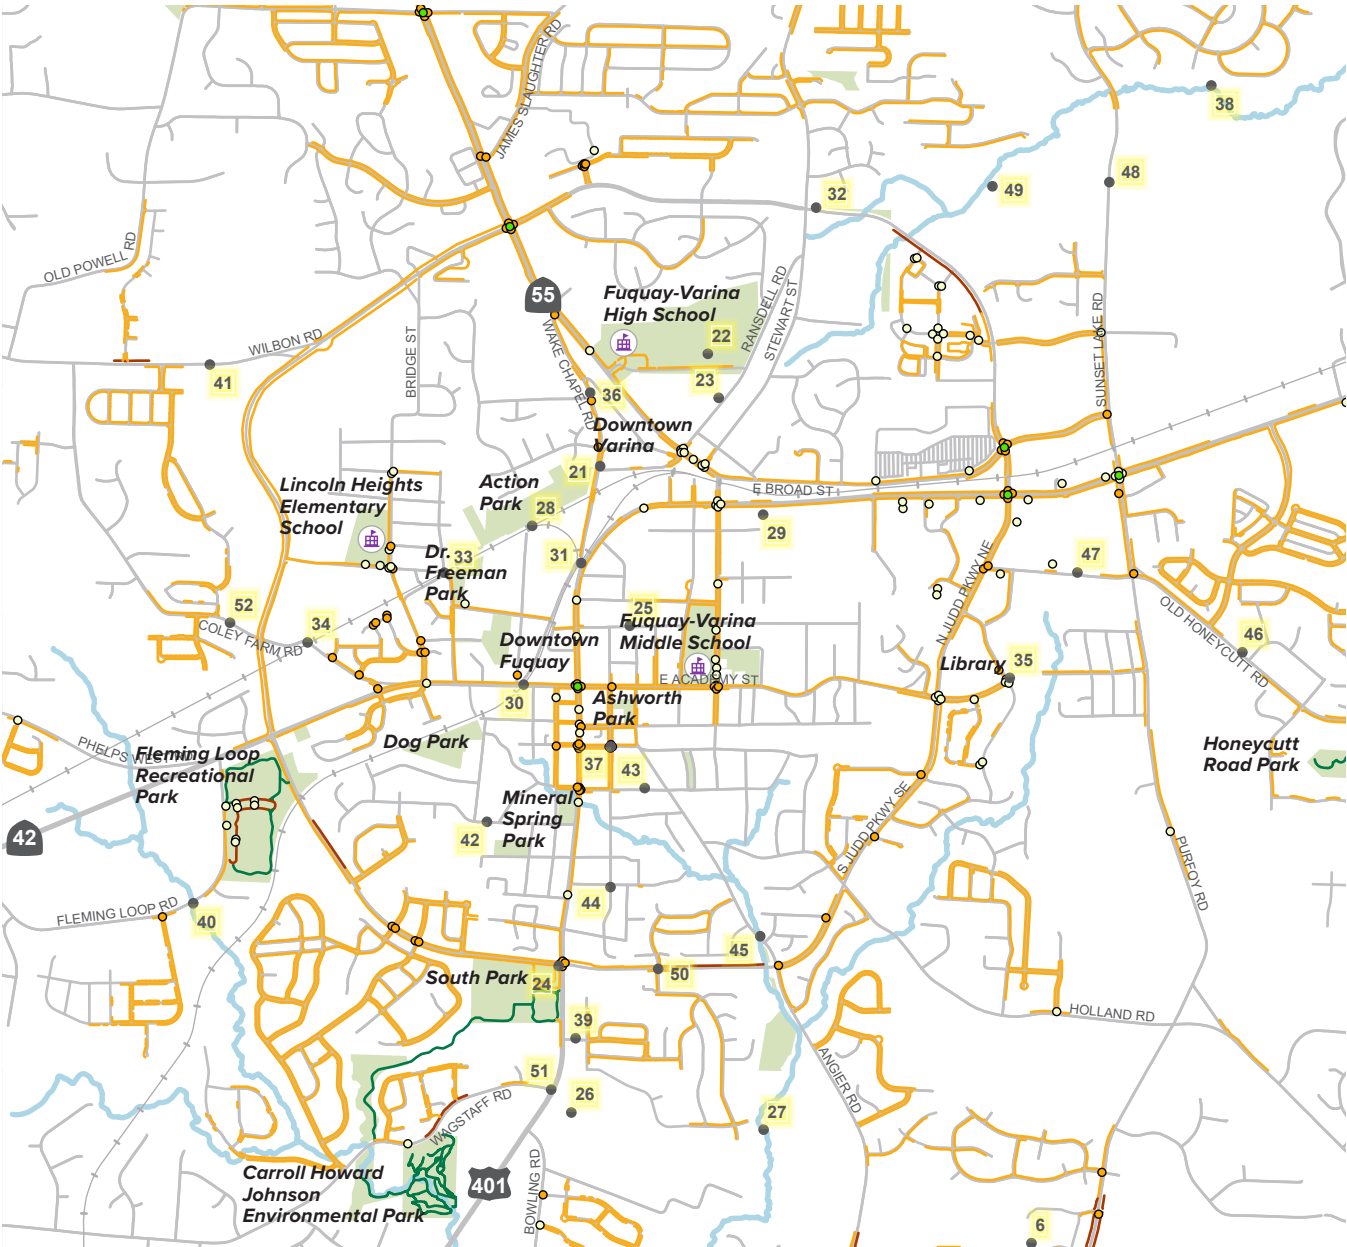 38
JAMES SLAUGHTER RD
48
49
32
OLD POWELL RD
55
Fuquay-Varina
High School
22
RANSDELL RD
STEWART ST
SUNSET LAKE RD
WILBON RD
41
BRIDGE ST
WAKE CHAPEL RD
23
36
Downtown
Varina
21
Lincoln Heights
Elementary
School
Action
Park
28
E BROAD ST
29
33
Dr.
Freeman
Park
31
N JUDD PKWY NE
47
52
COLEY FARM RD
34
25
Fuquay-Varina
Middle School
Downtown
Fuquay
E ACADEMY ST
30
Library
35
OLD HONEYCUTT RD
46
Ashworth
Park
Dog Park
PHELPS WEST RD
Fleming Loop
Recreational
Park
37
43
Honeycutt
Road Park
42
Mineral
Spring
Park
42
S JUDD PKWY SE
PURFOY RD
FLEMING LOOP RD
40
44
45
South Park
24
50
39
HOLLAND RD
ANGIER RD
51
26
27
WAGSTAFF RD
Carroll Howard
Johnson
Environmental Park
401
BOWLING RD
6